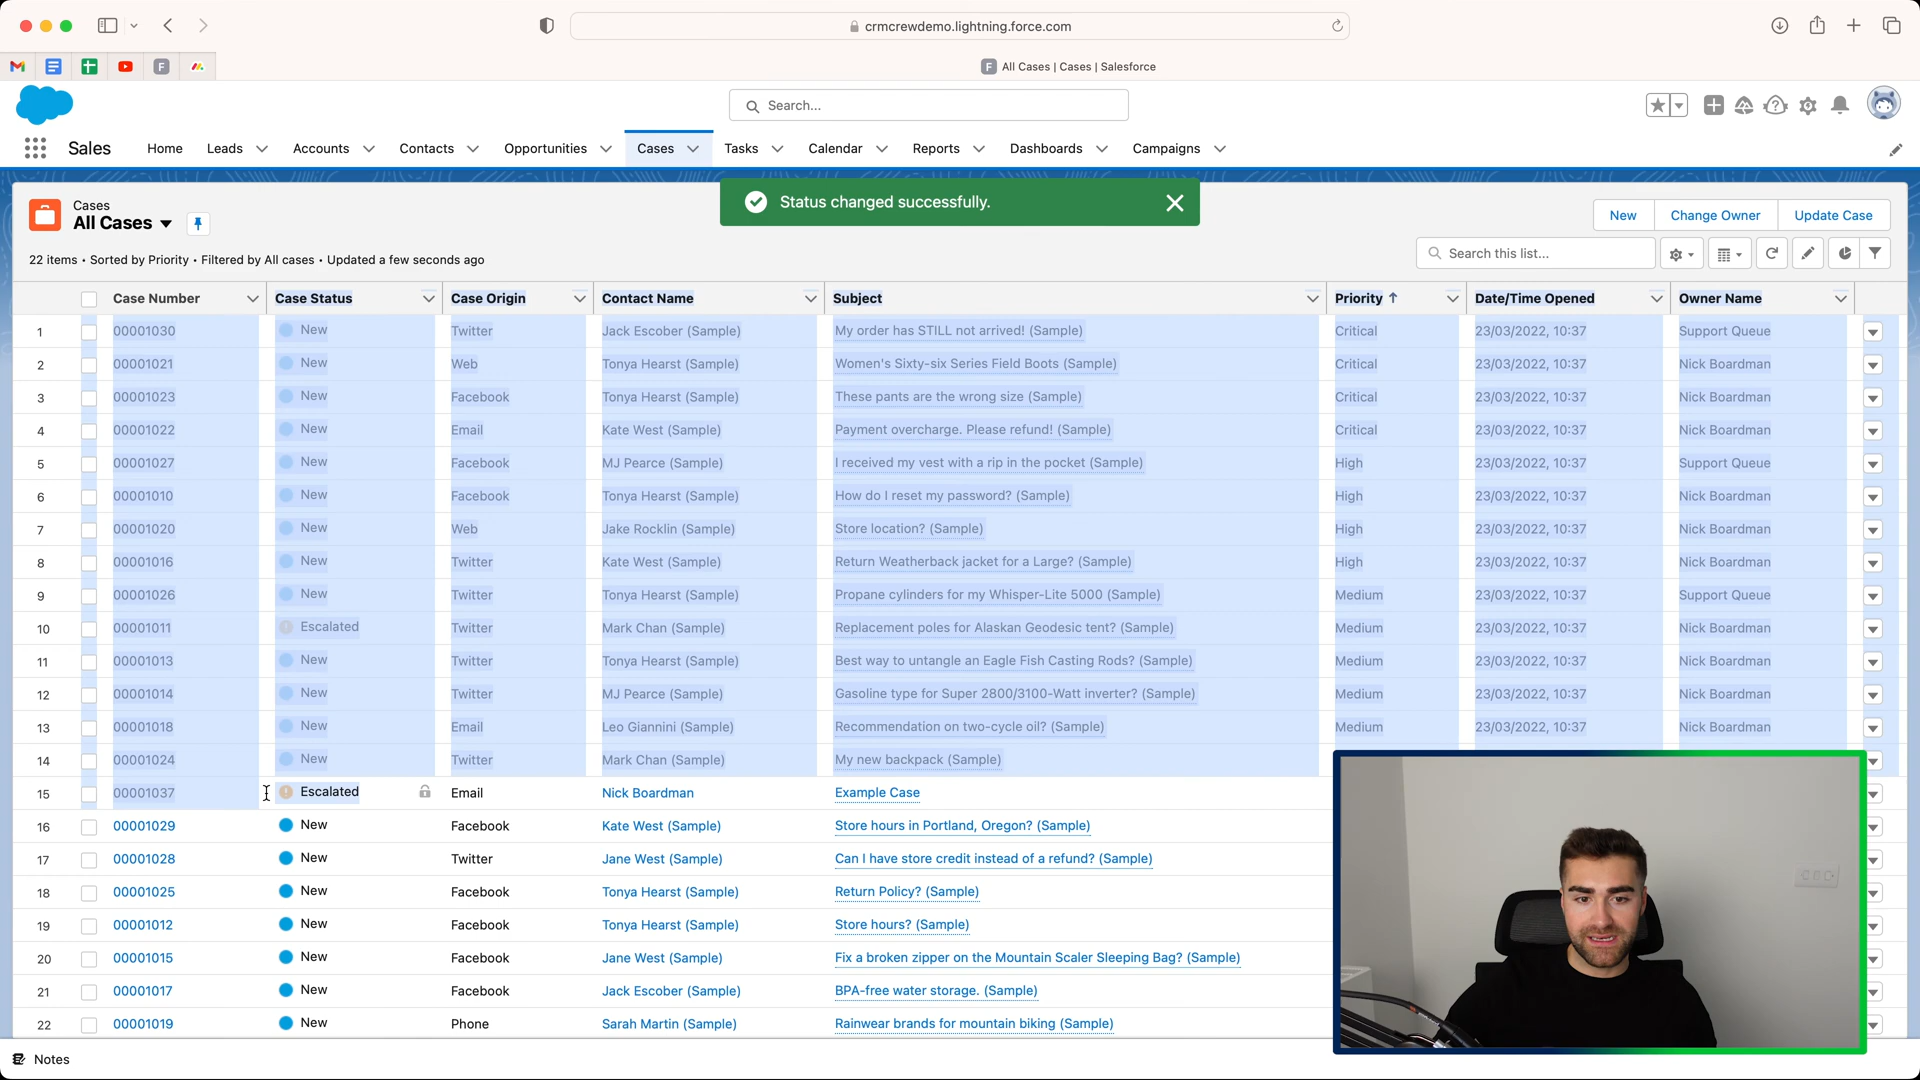 crmcrewdemo.lightning.force.com
F
F All Cases | Cases | Salesforce
Search...
Sales Home Leads Accounts Contacts Opportunities Cases Tasks Calendar Reports Dashboards Campaigns
Status changed successfully.
Cases
All Cases
New Change Owner Update Case
22 items • Sorted by Priority • Filtered by All cases • Updated a few seconds ago
Search this list...
Case Number Case Status Case Origin Contact Name Subject Priority ↑ Date/Time Opened Owner Name
1 00001030 New Twitter Jack Escober (Sample) My order has STILL not arrived! (Sample) Critical 23/03/2022, 10:37 Support Queue
2 00001021 New Web Tonya Hearst (Sample) Women's Sixty-six Series Field Boots (Sample) Critical 23/03/2022, 10:37 Nick Boardman
3 00001023 New Facebook Tonya Hearst (Sample) These pants are the wrong size (Sample) Critical 23/03/2022, 10:37 Nick Boardman
4 00001022 New Email Kate West (Sample) Payment overcharge. Please refund! (Sample) Critical 23/03/2022, 10:37 Nick Boardman
5 00001027 New Facebook MJ Pearce (Sample) I received my vest with a rip in the pocket (Sample) High 23/03/2022, 10:37 Support Queue
6 00001010 New Facebook Tonya Hearst (Sample) How do I reset my password? (Sample) High 23/03/2022, 10:37 Nick Boardman
7 00001020 New Web Jake Rocklin (Sample) Store location? (Sample) High 23/03/2022, 10:37 Nick Boardman
8 00001016 New Twitter Kate West (Sample) Return Weatherback jacket for a Large? (Sample) High 23/03/2022, 10:37 Nick Boardman
9 00001026 New Twitter Tonya Hearst (Sample) Propane cylinders for my Whisper-Lite 5000 (Sample) Medium 23/03/2022, 10:37 Support Queue
10 00001011 Escalated Twitter Mark Chan (Sample) Replacement poles for Alaskan Geodesic tent? (Sample) Medium 23/03/2022, 10:37 Nick Boardman
11 00001013 New Twitter Tonya Hearst (Sample) Best way to untangle an Eagle Fish Casting Rods? (Sample) Medium 23/03/2022, 10:37 Nick Boardman
12 00001014 New Twitter MJ Pearce (Sample) Gasoline type for Super 2800/3100-Watt inverter? (Sample) Medium 23/03/2022, 10:37 Nick Boardman
13 00001018 New Email Leo Giannini (Sample) Recommendation on two-cycle oil? (Sample) Medium 23/03/2022, 10:37 Nick Boardman
14 00001024 New Twitter Mark Chan (Sample) My new backpack (Sample)
15 00001037 Escalated Email Nick Boardman Example Case
16 00001029 New Facebook Kate West (Sample) Store hours in Portland, Oregon? (Sample)
17 00001028 New Twitter Jane West (Sample) Can I have store credit instead of a refund? (Sample)
18 00001025 New Facebook Tonya Hearst (Sample) Return Policy? (Sample)
19 00001012 New Facebook Tonya Hearst (Sample) Store hours? (Sample)
20 00001015 New Facebook Jane West (Sample) Fix a broken zipper on the Mountain Scaler Sleeping Bag? (Sample)
21 00001017 New Facebook Jack Escober (Sample) BPA-free water storage. (Sample)
22 00001019 New Phone Sarah Martin (Sample) Rainwear brands for mountain biking (Sample)
Notes